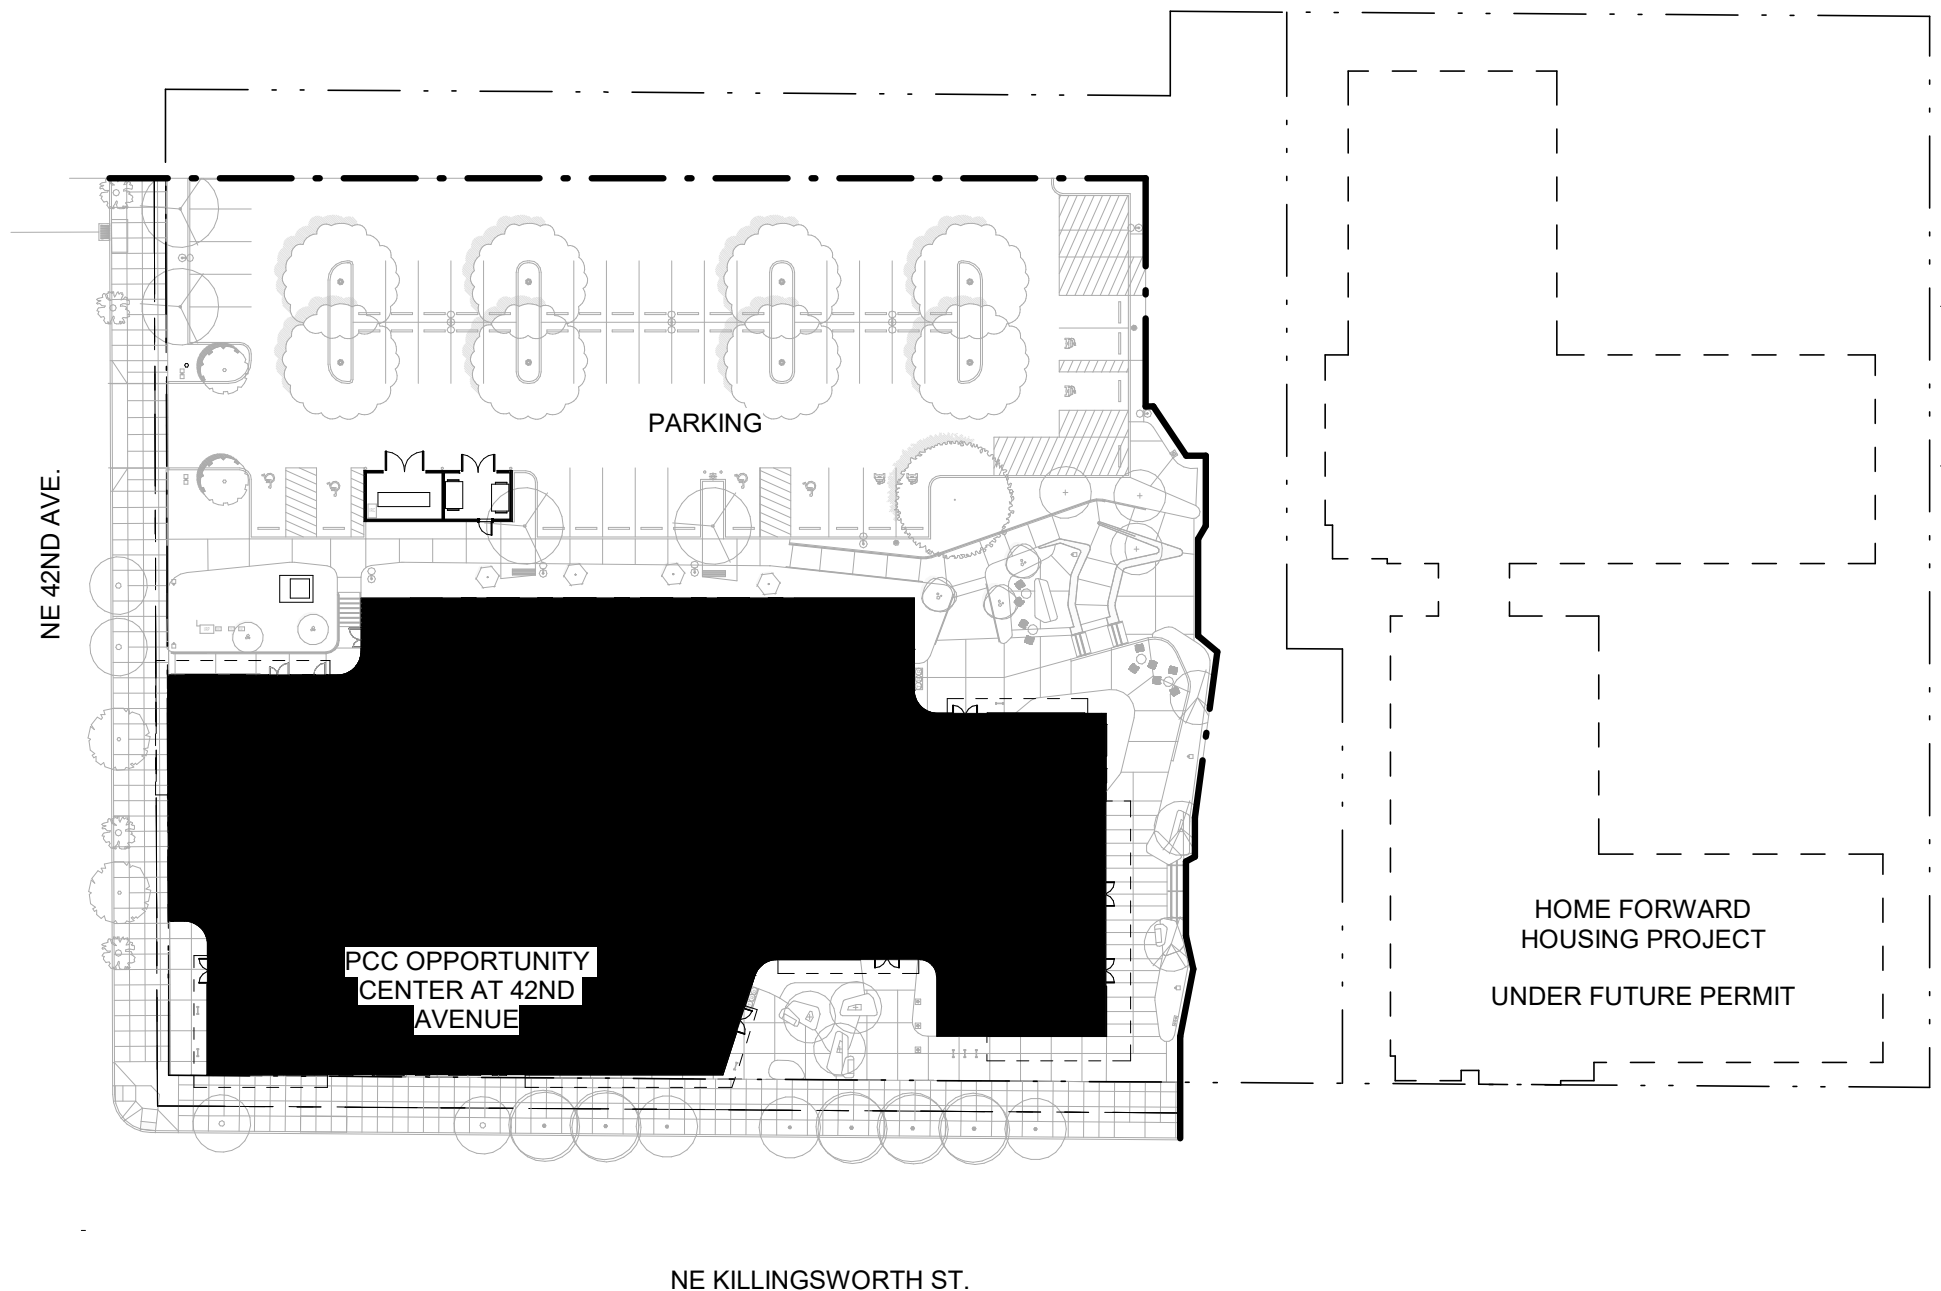 PARKING
NE 42ND AVE.
PCC OPPORTUNITY
CENTER AT 42ND
AVENUE
HOME FORWARD
HOUSING PROJECT
UNDER FUTURE PERMIT
NE KILLINGSWORTH ST.